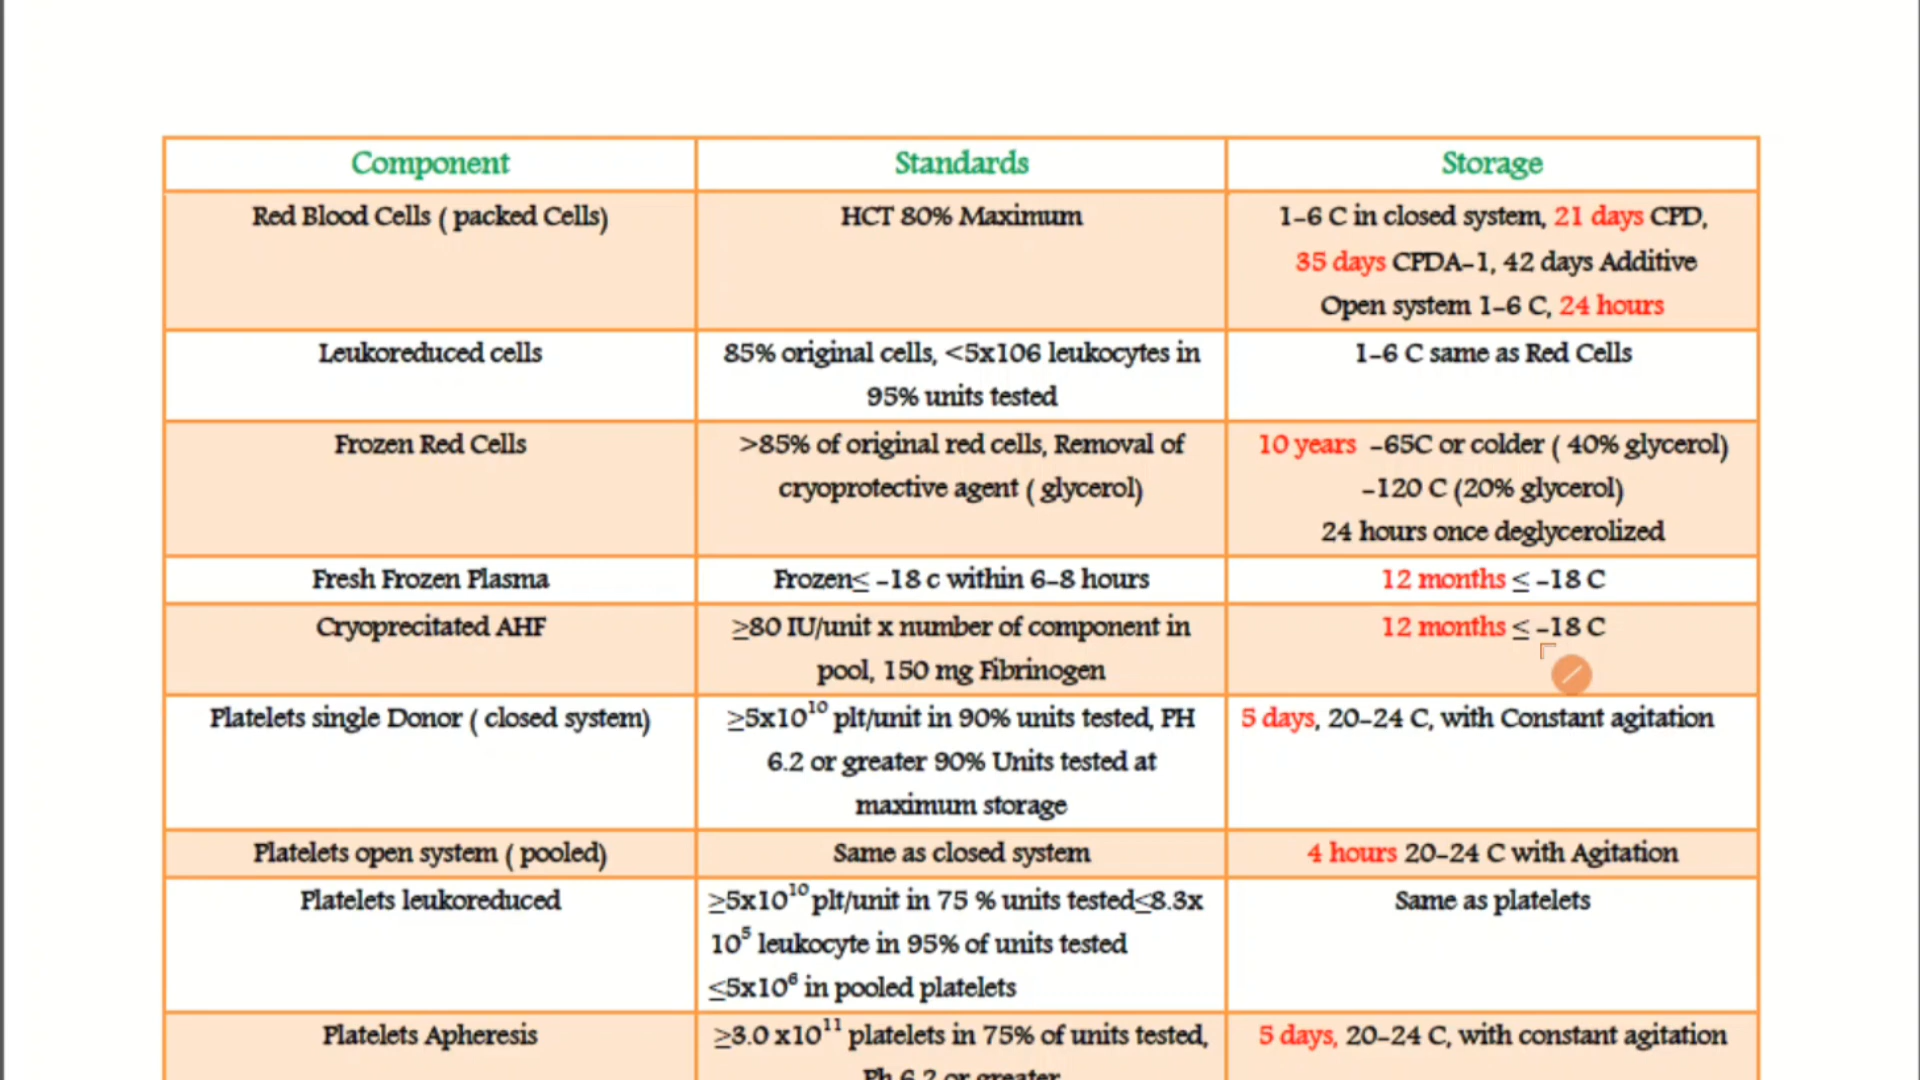 Component
Standards
Storage
Red Blood Cells ( packed Cells)
HCT 80% Maximum
1-6 C in closed system, 21 days CPD,
35 days CPDA-1, 42 days Additive
Open system 1-6 C, 24 hours
Leukoreduced cells
85% original cells, <5x106 leukocytes in
95% units tested
1-6 C same as Red Cells
Frozen Red Cells
>85% of original red cells, Removal of
cryoprotective agent ( glycerol)
10 years -65C or colder ( 40% glycerol)
-120 C (20% glycerol)
24 hours once deglycerolized
Fresh Frozen Plasma
Frozen≤ -18 c within 6-8 hours
12 months ≤ -18 C
Cryoprecitated AHF
≥80 IU/unit x number of component in
pool, 150 mg Fibrinogen
12 months ≤ -18 C
Platelets single Donor ( closed system)
≥5x10¹⁰ plt/unit in 90% units tested, PH
6.2 or greater 90% Units tested at
maximum storage
5 days, 20-24 C, with Constant agitation
Platelets open system ( pooled)
Same as closed system
4 hours 20-24 C with Agitation
Platelets leukoreduced
≥5x10¹⁰ plt/unit in 75 % units tested≤8.3x
10⁵ leukocyte in 95% of units tested
≤5x10⁶ in pooled platelets
Same as platelets
Platelets Apheresis
≥3.0 x10¹¹ platelets in 75% of units tested,
Ph 6.2 or greater
5 days, 20-24 C, with constant agitation